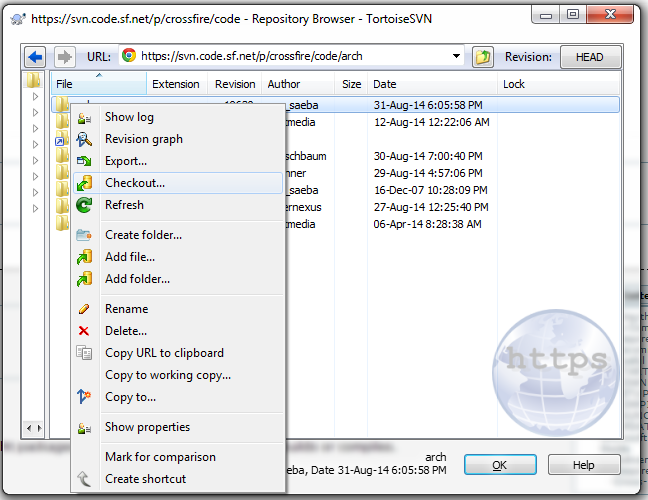 https://svn.code.sf.net/p/crossfire/code - Repository Browser - TortoiseSVN
URL: https://svn.code.sf.net/p/crossfire/code/arch Revision: HEAD
File Extension Revision Author Size Date Lock
_saeba 31-Aug-14 6:05:58 PM
tmedia 12-Aug-14 12:22:06 AM
schbaum 30-Aug-14 7:00:40 PM
nner 29-Aug-14 4:57:06 PM
_saeba 16-Dec-07 10:28:09 PM
ernexus 27-Aug-14 12:25:40 PM
tmedia 06-Apr-14 8:28:38 AM
Show log
Revision graph
Export...
Checkout...
Refresh
Create folder...
Add file...
Add folder...
Rename
Delete...
Copy URL to clipboard
Copy to working copy...
Copy to...
Show properties
Mark for comparison
Create shortcut
https
arch
eba, Date 31-Aug-14 6:05:58 PM
OK
Help